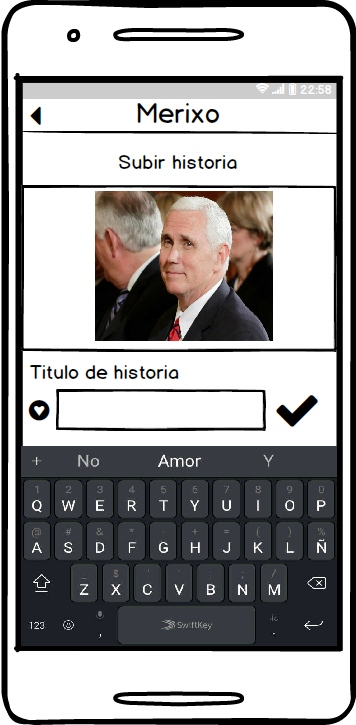 22:58
Merixo
Subir historia
Titulo de historia
+ No Amor Y
1 2 3 4 5 6 7 8 9 0
Q W E R T Y U I O P
@ # & * - + = ( ) %
A S D F G H J K L Ñ
Z X C V B N M
123 , SwiftKey .